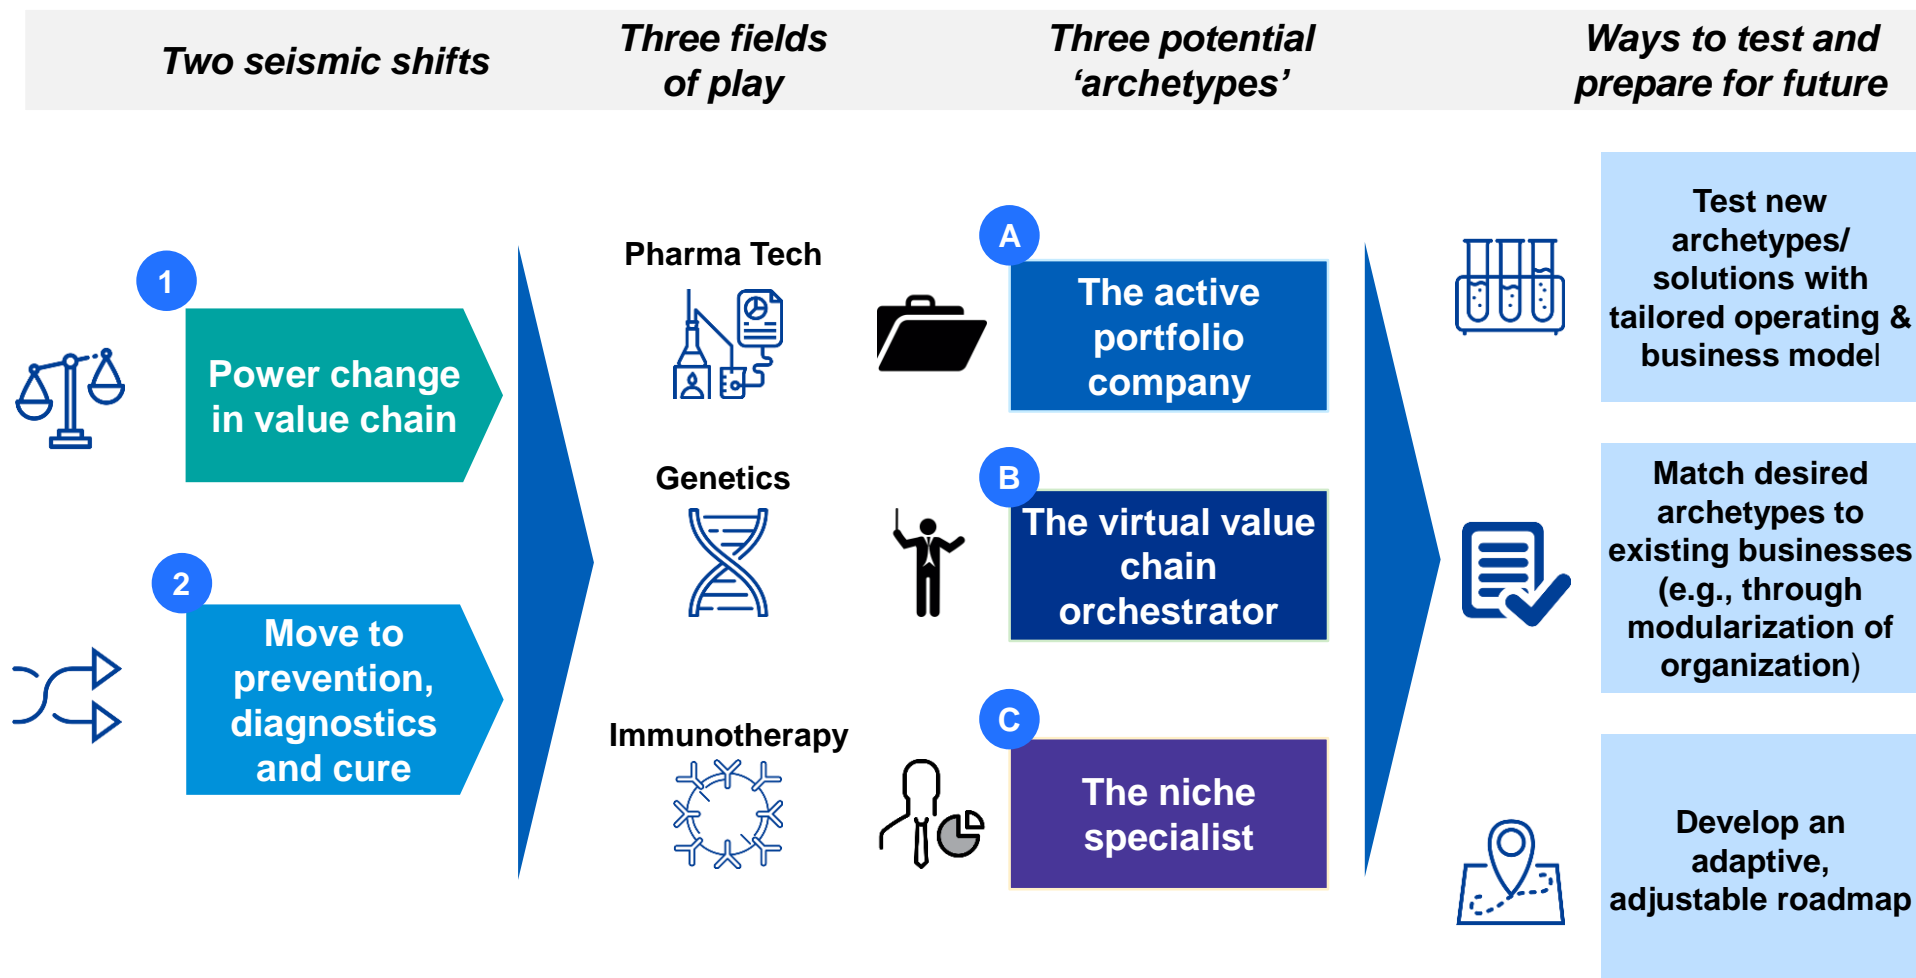 Two seismic shifts
Three fields
of play
Three potential
‘archetypes’
Ways to test and
prepare for future
1
Power change
in value chain
2
Move to
prevention,
diagnostics
and cure
Pharma Tech
Genetics
Immunotherapy
A
The active
portfolio
company
B
The virtual value
chain
orchestrator
C
The niche
specialist
Test new
archetypes/
solutions with
tailored operating &
business model
Match desired
archetypes to
existing businesses
(e.g., through
modularization of
organization)
Develop an
adaptive,
adjustable roadmap